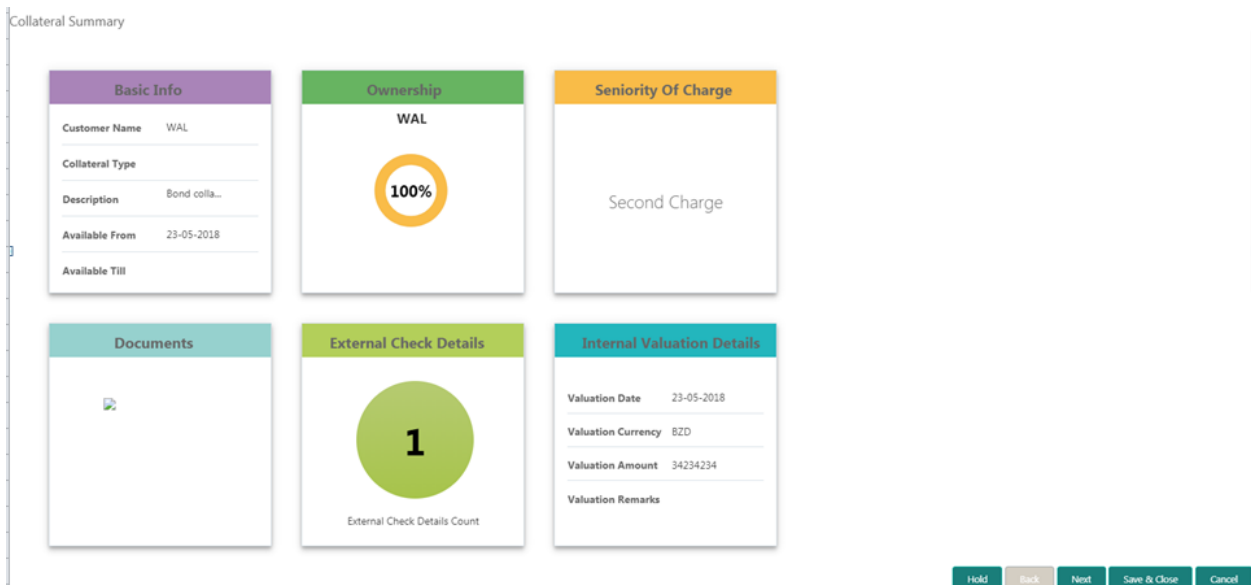 Collateral Summary
Basic Info
Customer Name WAL
Collateral Type
Description Bond colla...
Available From 23-05-2018
Available Till
Ownership
WAL
100%
Seniority Of Charge
Second Charge
Documents
External Check Details
1
External Check Details Count
Internal Valuation Details
Valuation Date 23-05-2018
Valuation Currency BZD
Valuation Amount 34234234
Valuation Remarks
Hold Back Next Save & Close Cancel